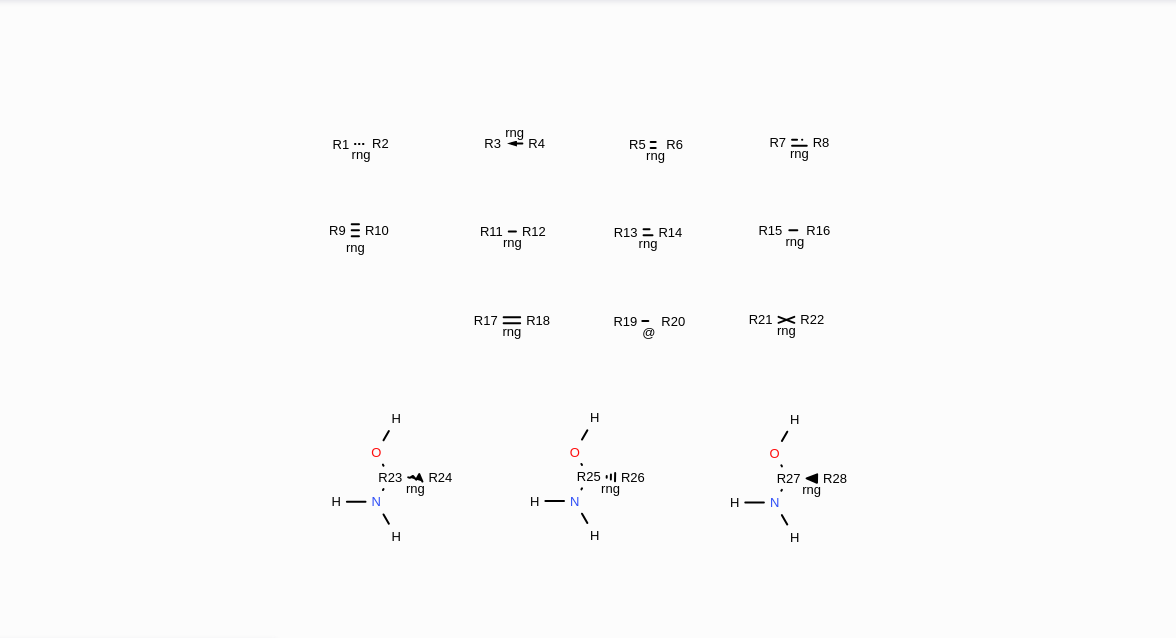 R1 R2
rng
rng
R3 R4
R5 R6
rng
R7 R8
rng
R9 R10
rng
R11 R12
rng
R13 R14
rng
R15 R16
rng
R17 R18
rng
R19 R20
@
R21 R22
rng
H
O
R23 R24
rng
H N
H
H
O
R25 R26
rng
H N
H
H
O
R27 R28
rng
H N
H